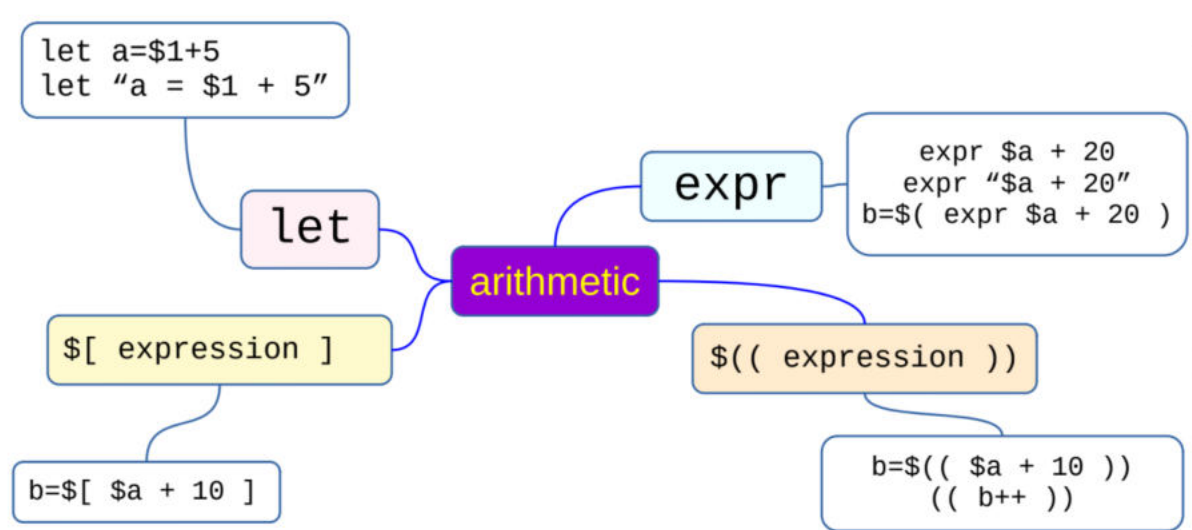 let a=$1+5
let “a = $1 + 5”
let
expr
expr $a + 20
expr “$a + 20”
b=$( expr $a + 20 )
arithmetic
$[ expression ]
b=$[ $a + 10 ]
$(( expression ))
b=$(( $a + 10 ))
(( b++ ))